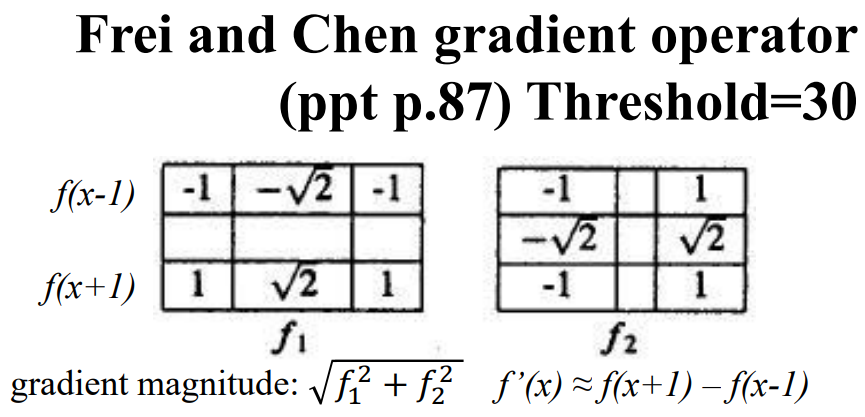 Frei and Chen gradient operator
(ppt p.87) Threshold=30
f(x-1) -1 -√2 -1 -1 1
-√2 √2
f(x+1) 1 √2 1 -1 1
f1 f2
gradient magnitude: √f1² + f2² f’(x) ≈ f(x+1) – f(x-1)